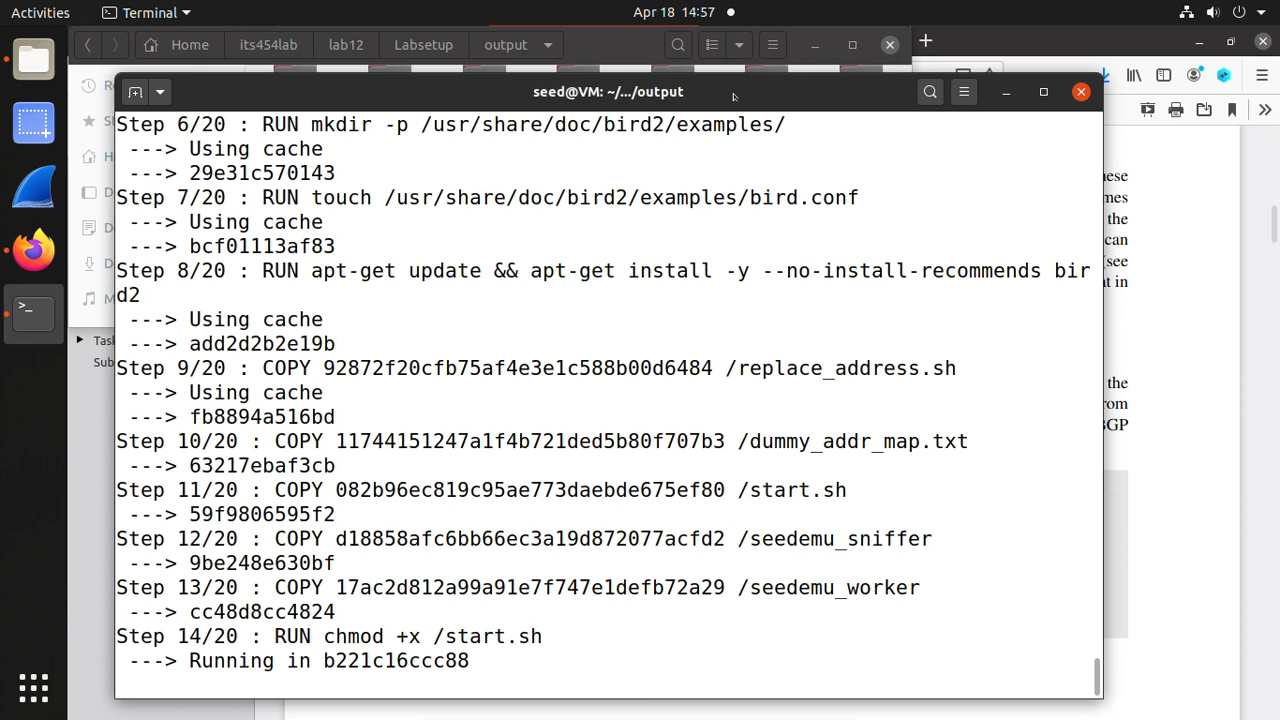 Activities
Terminal
Apr 18 14:57
Home
its454lab
lab12
Labsetup
output
seed@VM: ~/.../output
Step 6/20 : RUN mkdir -p /usr/share/doc/bird2/examples/
---> Using cache
---> 29e31c570143
Step 7/20 : RUN touch /usr/share/doc/bird2/examples/bird.conf
---> Using cache
---> bcf01113af83
Step 8/20 : RUN apt-get update && apt-get install -y --no-install-recommends bir
d2
---> Using cache
---> add2d2b2e19b
Step 9/20 : COPY 92872f20cfb75af4e3e1c588b00d6484 /replace_address.sh
---> Using cache
---> fb8894a516bd
Step 10/20 : COPY 11744151247a1f4b721ded5b80f707b3 /dummy_addr_map.txt
---> 63217ebaf3cb
Step 11/20 : COPY 082b96ec819c95ae773daebde675ef80 /start.sh
---> 59f9806595f2
Step 12/20 : COPY d18858afc6bb66ec3a19d872077acfd2 /seedemu_sniffer
---> 9be248e630bf
Step 13/20 : COPY 17ac2d812a99a91e7f747e1defb72a29 /seedemu_worker
---> cc48d8cc4824
Step 14/20 : RUN chmod +x /start.sh
---> Running in b221c16ccc88
the
can
(see
in
the